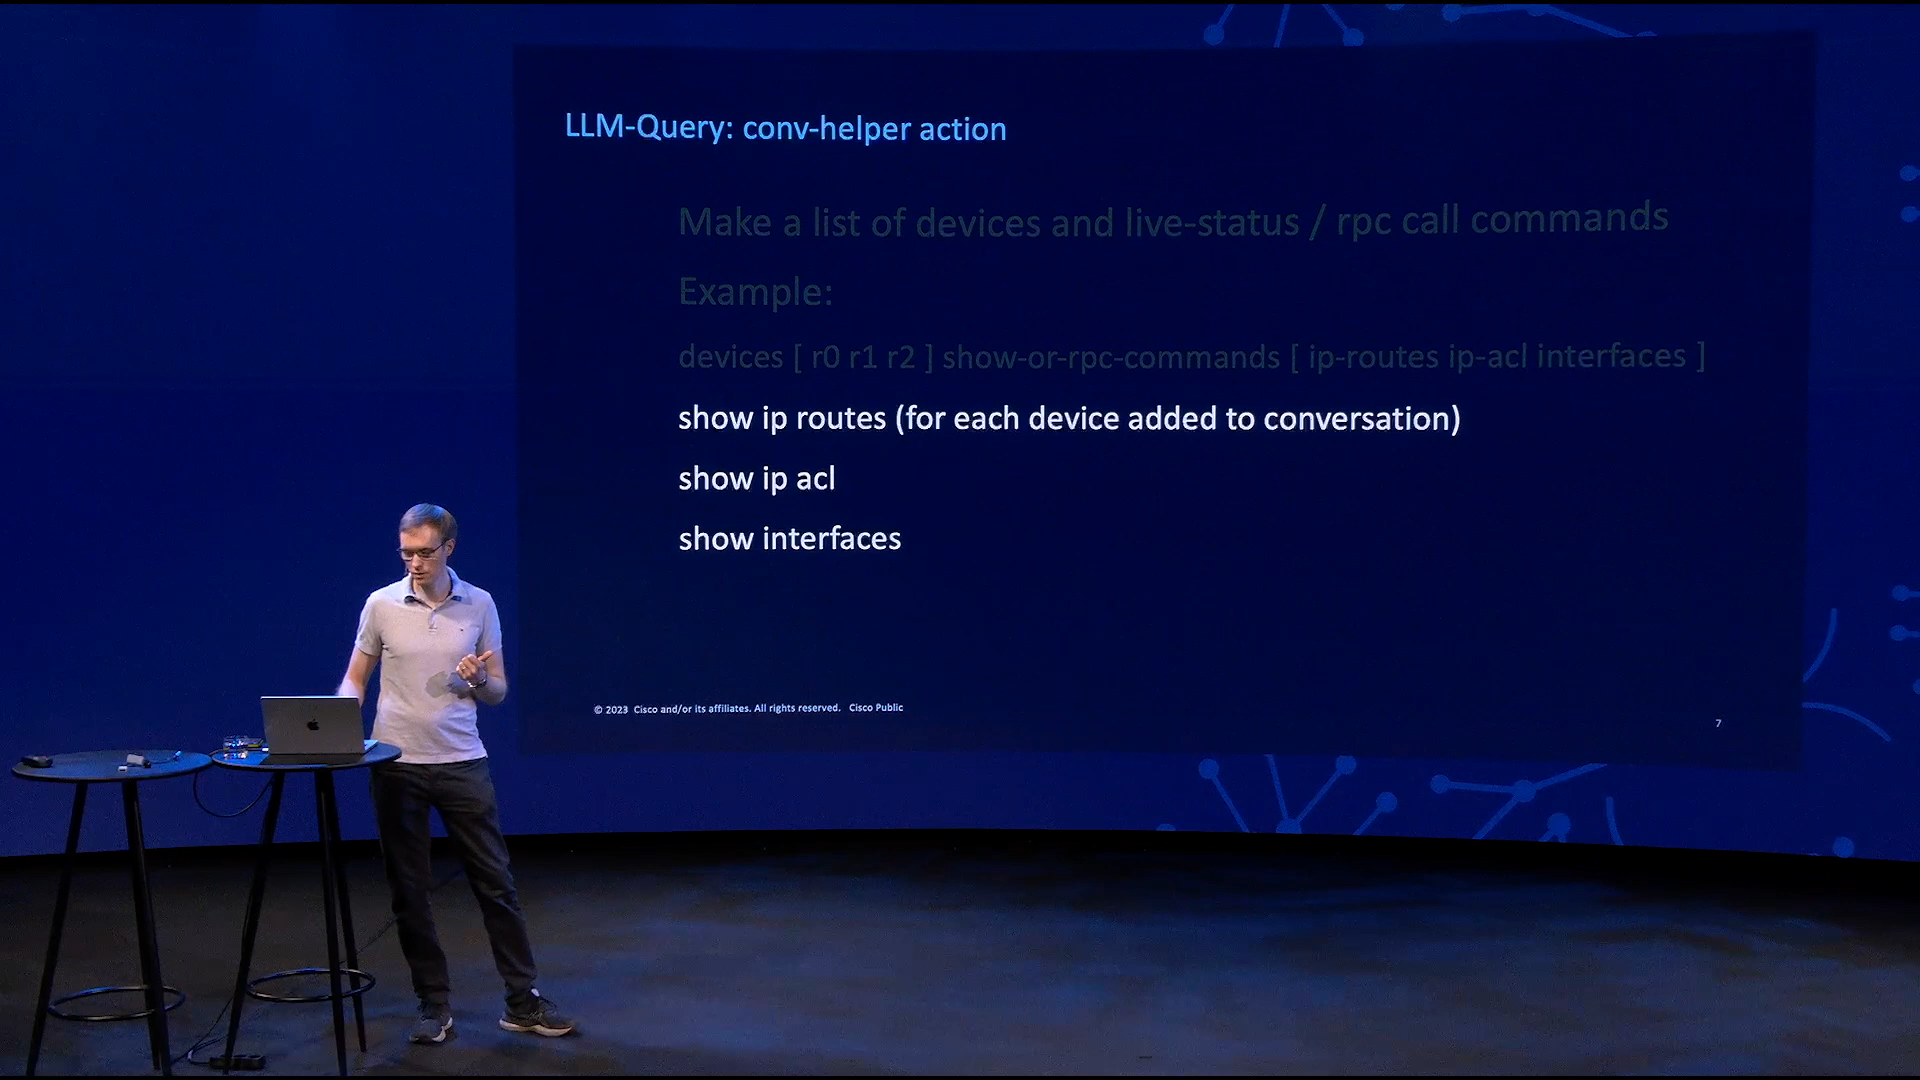 LLM-Query: conv-helper action
Make a list of devices and live-status / rpc call commands
Example:
devices [ r0 r1 r2 ] show-or-rpc-commands [ ip-routes ip-acl interfaces ]
show ip routes (for each device added to conversation)
show ip acl
show interfaces
© 2023 Cisco and/or its affiliates. All rights reserved. Cisco Public
7